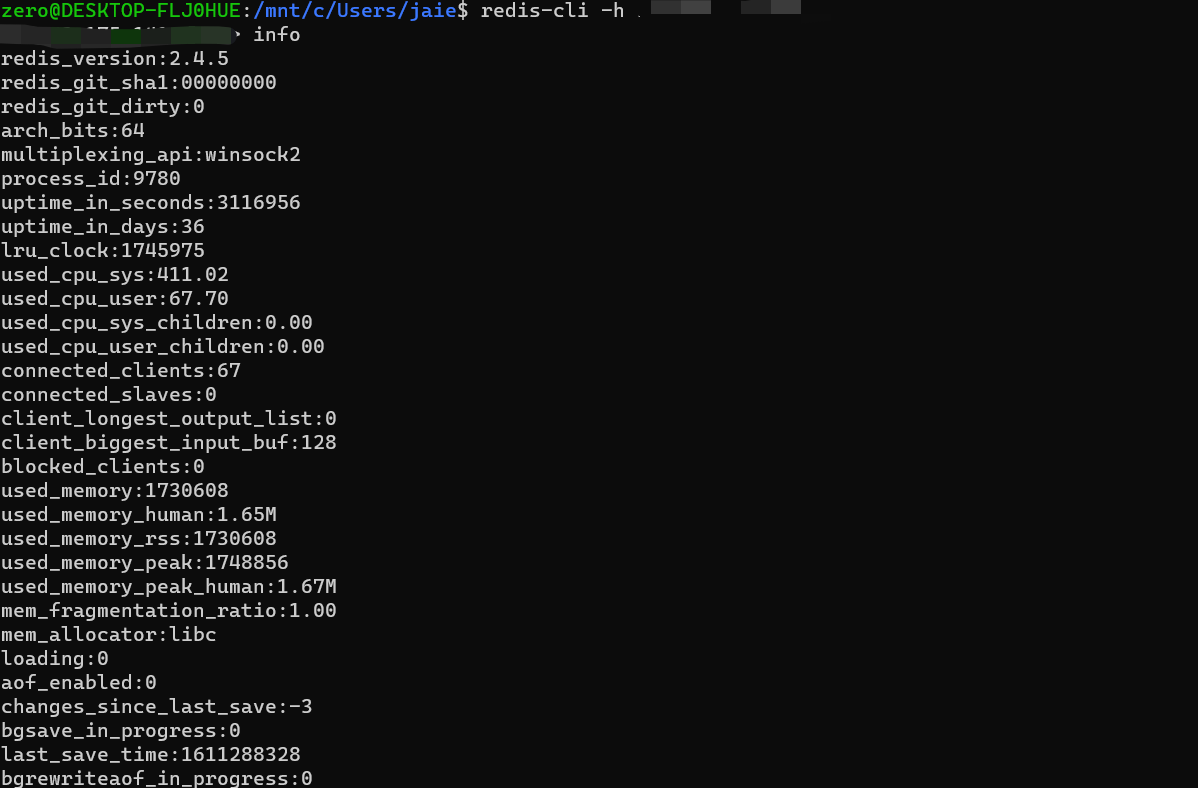 zero@DESKTOP-FLJ0HUE:/mnt/c/Users/jaie$ redis-cli -h
info
redis_version:2.4.5
redis_git_sha1:00000000
redis_git_dirty:0
arch_bits:64
multiplexing_api:winsock2
process_id:9780
uptime_in_seconds:3116956
uptime_in_days:36
lru_clock:1745975
used_cpu_sys:411.02
used_cpu_user:67.70
used_cpu_sys_children:0.00
used_cpu_user_children:0.00
connected_clients:67
connected_slaves:0
client_longest_output_list:0
client_biggest_input_buf:128
blocked_clients:0
used_memory:1730608
used_memory_human:1.65M
used_memory_rss:1730608
used_memory_peak:1748856
used_memory_peak_human:1.67M
mem_fragmentation_ratio:1.00
mem_allocator:libc
loading:0
aof_enabled:0
changes_since_last_save:-3
bgsave_in_progress:0
last_save_time:1611288328
bgrewriteaof_in_progress:0